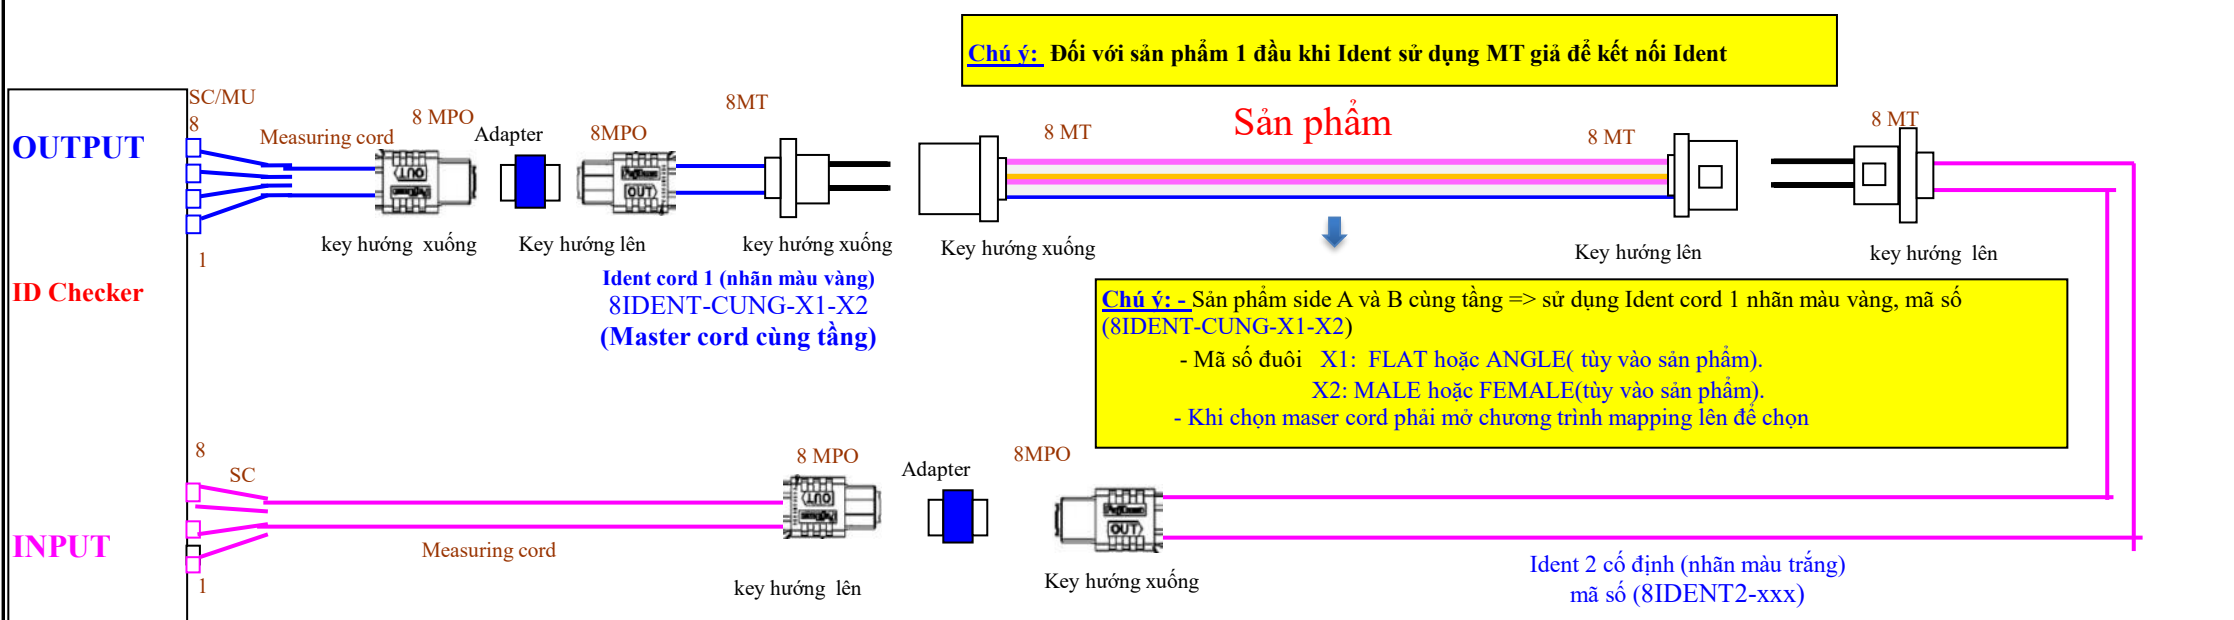 Chú ý: Đối với sản phẩm 1 đầu khi Ident sử dụng MT giả để kết nối Ident
SC/MU
8
OUTPUT
Measuring cord
8 MPO
Adapter
8MPO
8MT
8 MT
Sản phẩm
8 MT
8 MT
OUT
OUT
key hướng xuống
Key hướng lên
key hướng xuống
Key hướng xuống
Key hướng lên
key hướng lên
1
ID Checker
Ident cord 1 (nhãn màu vàng)
8IDENT-CUNG-X1-X2
(Master cord cùng tầng)
Chú ý: - Sản phẩm side A và B cùng tầng => sử dụng Ident cord 1 nhãn màu vàng, mã số
(8IDENT-CUNG-X1-X2)
- Mã số đuôi X1: FLAT hoặc ANGLE( tùy vào sản phẩm).
X2: MALE hoặc FEMALE(tùy vào sản phẩm).
- Khi chọn maser cord phải mở chương trình mapping lên để chọn
8
SC
8 MPO
Adapter
8MPO
OUT
OUT
INPUT
Measuring cord
1
key hướng lên
Key hướng xuống
Ident 2 cố định (nhãn màu trắng)
mã số (8IDENT2-xxx)